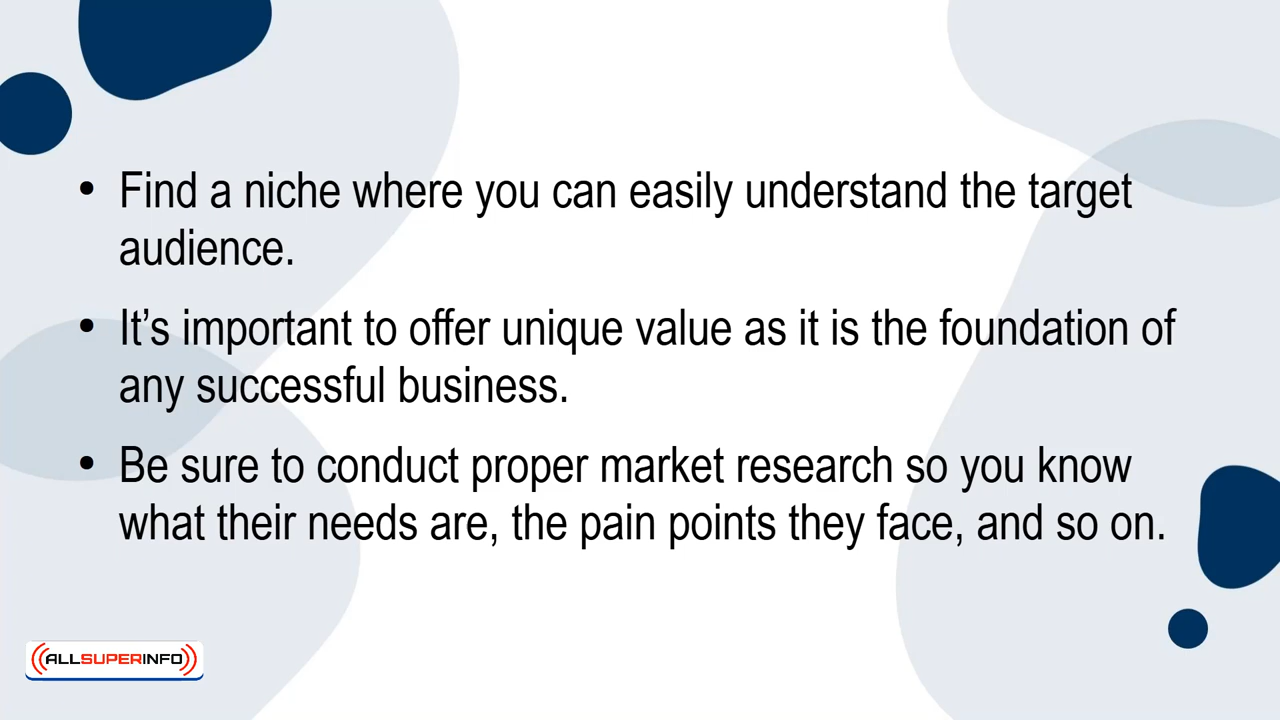 • Find a niche where you can easily understand the target
audience.
• It’s important to offer unique value as it is the foundation of
any successful business.
• Be sure to conduct proper market research so you know
what their needs are, the pain points they face, and so on.
ALLSUPERINFO